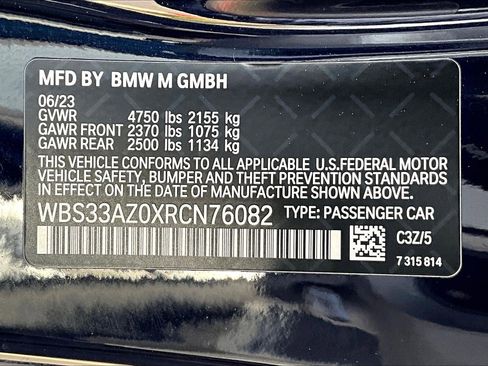 MFD BY BMW M GMBH
06/23
GVWR 4750 lbs 2155 kg
GAWR FRONT 2370 lbs 1075 kg
GAWR REAR 2500 lbs 1134 kg
THIS VEHICLE CONFORMS TO ALL APPLICABLE U.S.FEDERAL MOTOR
VEHICLE SAFETY, BUMPER AND THEFT PREVENTION STANDARDS
IN EFFECT ON THE DATE OF MANUFACTURE SHOWN ABOVE.
WBS33AZ0XRCN76082 TYPE: PASSENGER CAR
C3Z/5
7 315 814